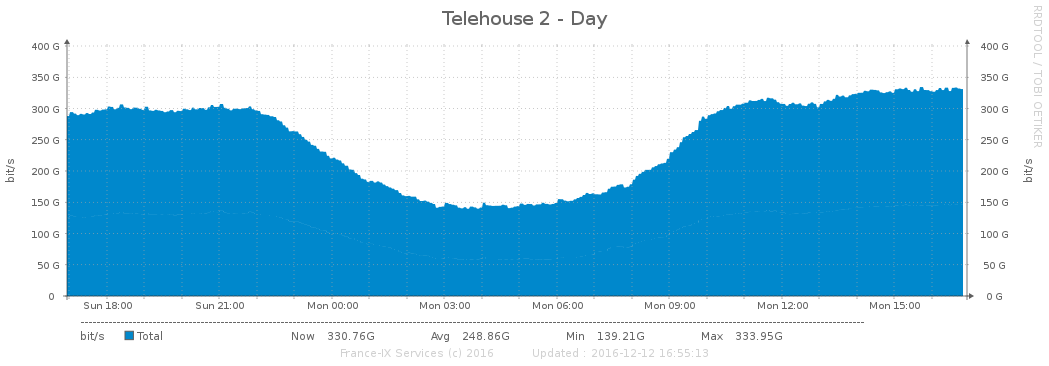 Telehouse 2 - Day
RRDTOOL / TOBI OETIKER
400 G 400 G
350 G 350 G
300 G 300 G
250 G 250 G
200 G 200 G
150 G 150 G
100 G 100 G
50 G 50 G
0 0 G
bit/s bit/s
Sun 18:00 Sun 21:00 Mon 00:00 Mon 03:00 Mon 06:00 Mon 09:00 Mon 12:00 Mon 15:00
bit/s Total Now 330.76G Avg 248.86G Min 139.21G Max 333.95G
France-IX Services (c) 2016 Updated : 2016-12-12 16:55:13